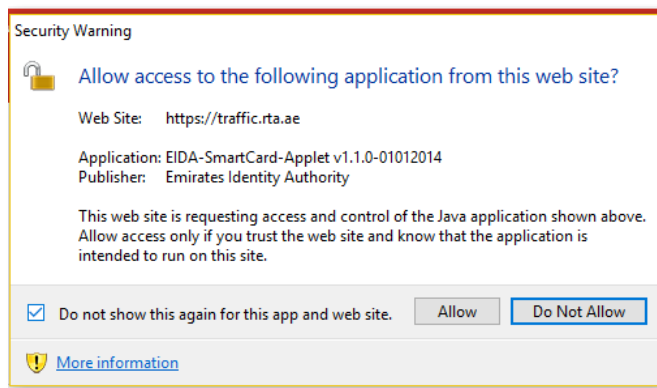 Security Warning
Allow access to the following application from this web site?
Web Site: https://traffic.rta.ae
Application: EIDA-SmartCard-Applet v1.1.0-01012014
Publisher: Emirates Identity Authority
This web site is requesting access and control of the Java application shown above.
Allow access only if you trust the web site and know that the application is
intended to run on this site.
Do not show this again for this app and web site.
Allow
Do Not Allow
More information